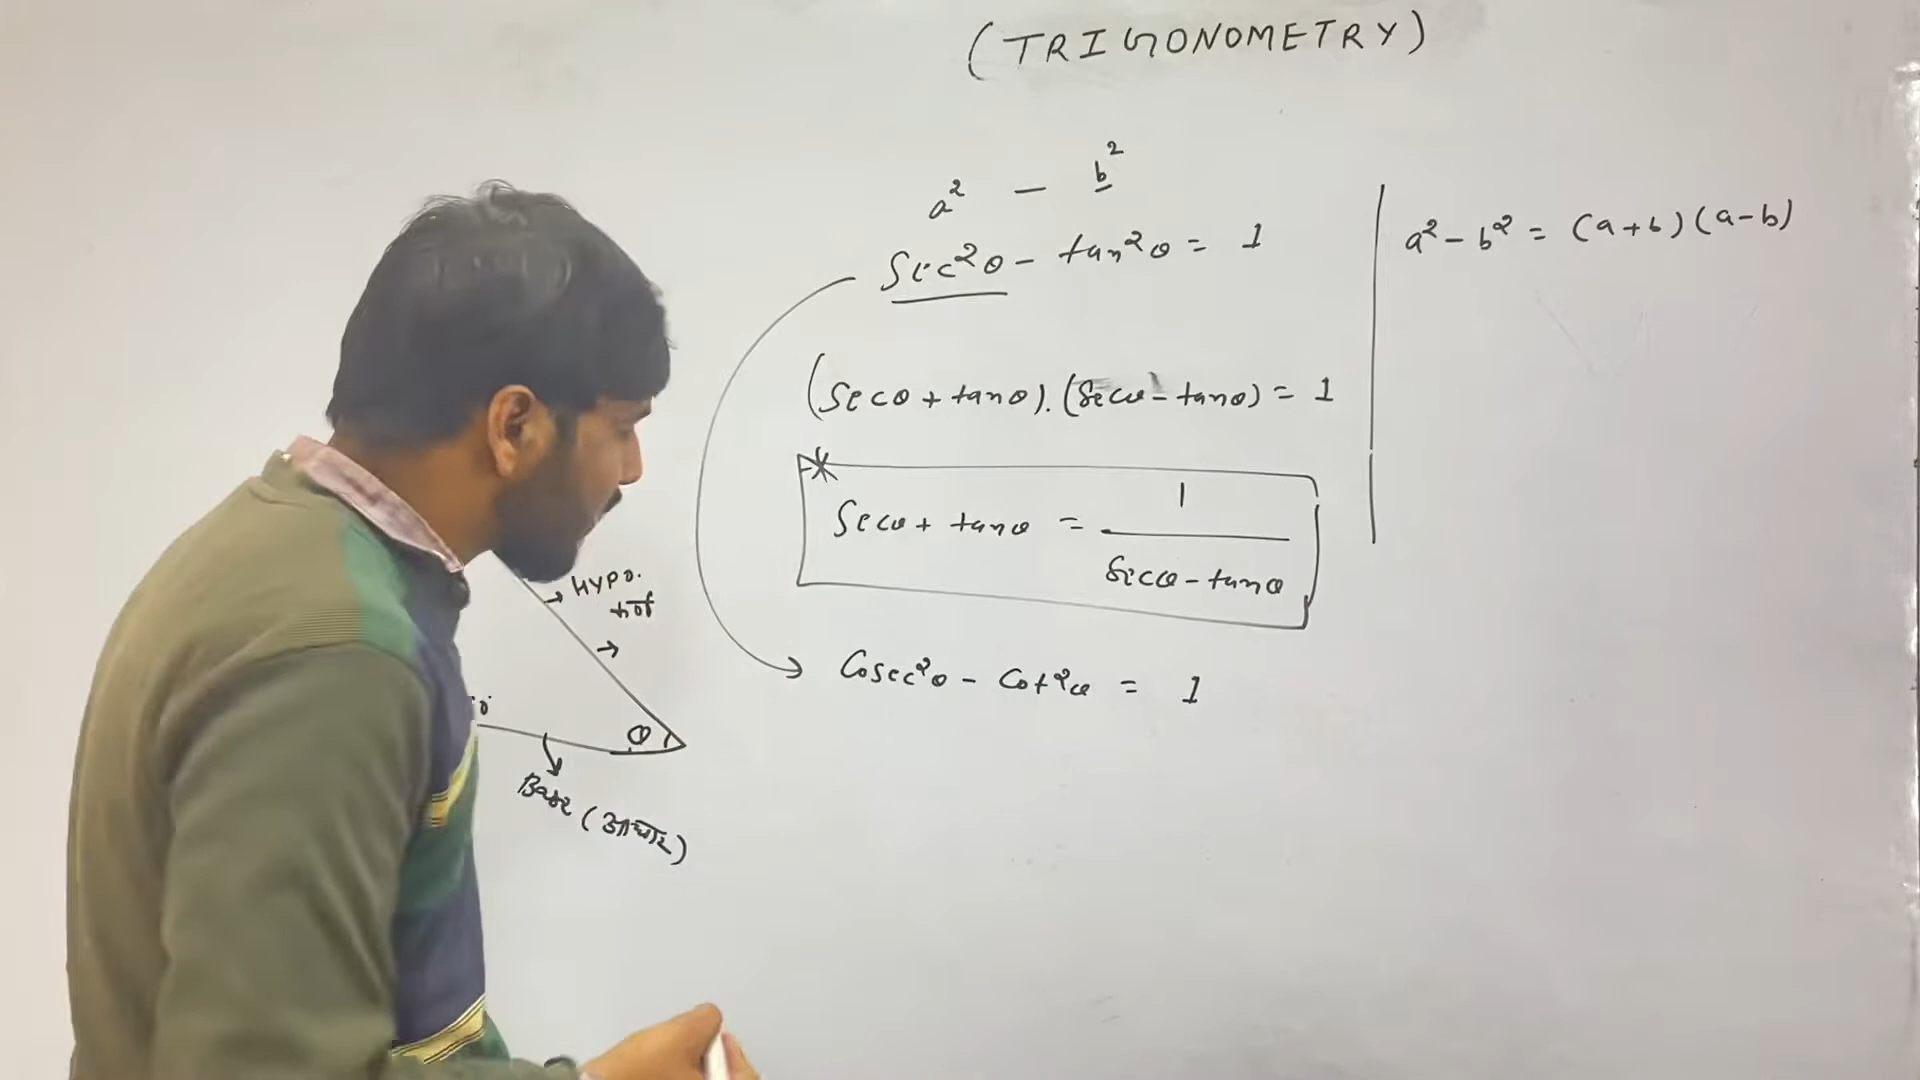 (TRIGONOMETRY)
a² - b²
Sec²θ - tan²θ = 1
(Secθ + tanθ). (Secθ - tanθ) = 1
*
Secθ + tanθ = 1 / Secθ - tanθ
Cosec²θ - Cot²θ = 1
a² - b² = (a+b)(a-b)
HYPO.
कर्ण
θ
Base (आधार)